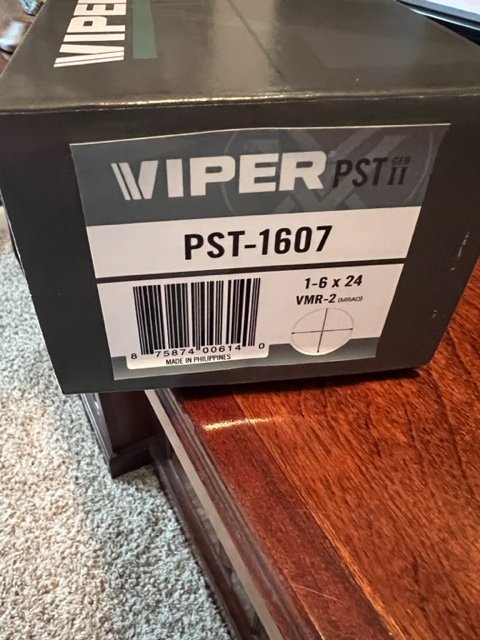 VIPE
VIPER PST GEN II
PST-1607
1-6 x 24
VMR-2 (MRAD)
8 75874 00614 0
MADE IN PHILIPPINES